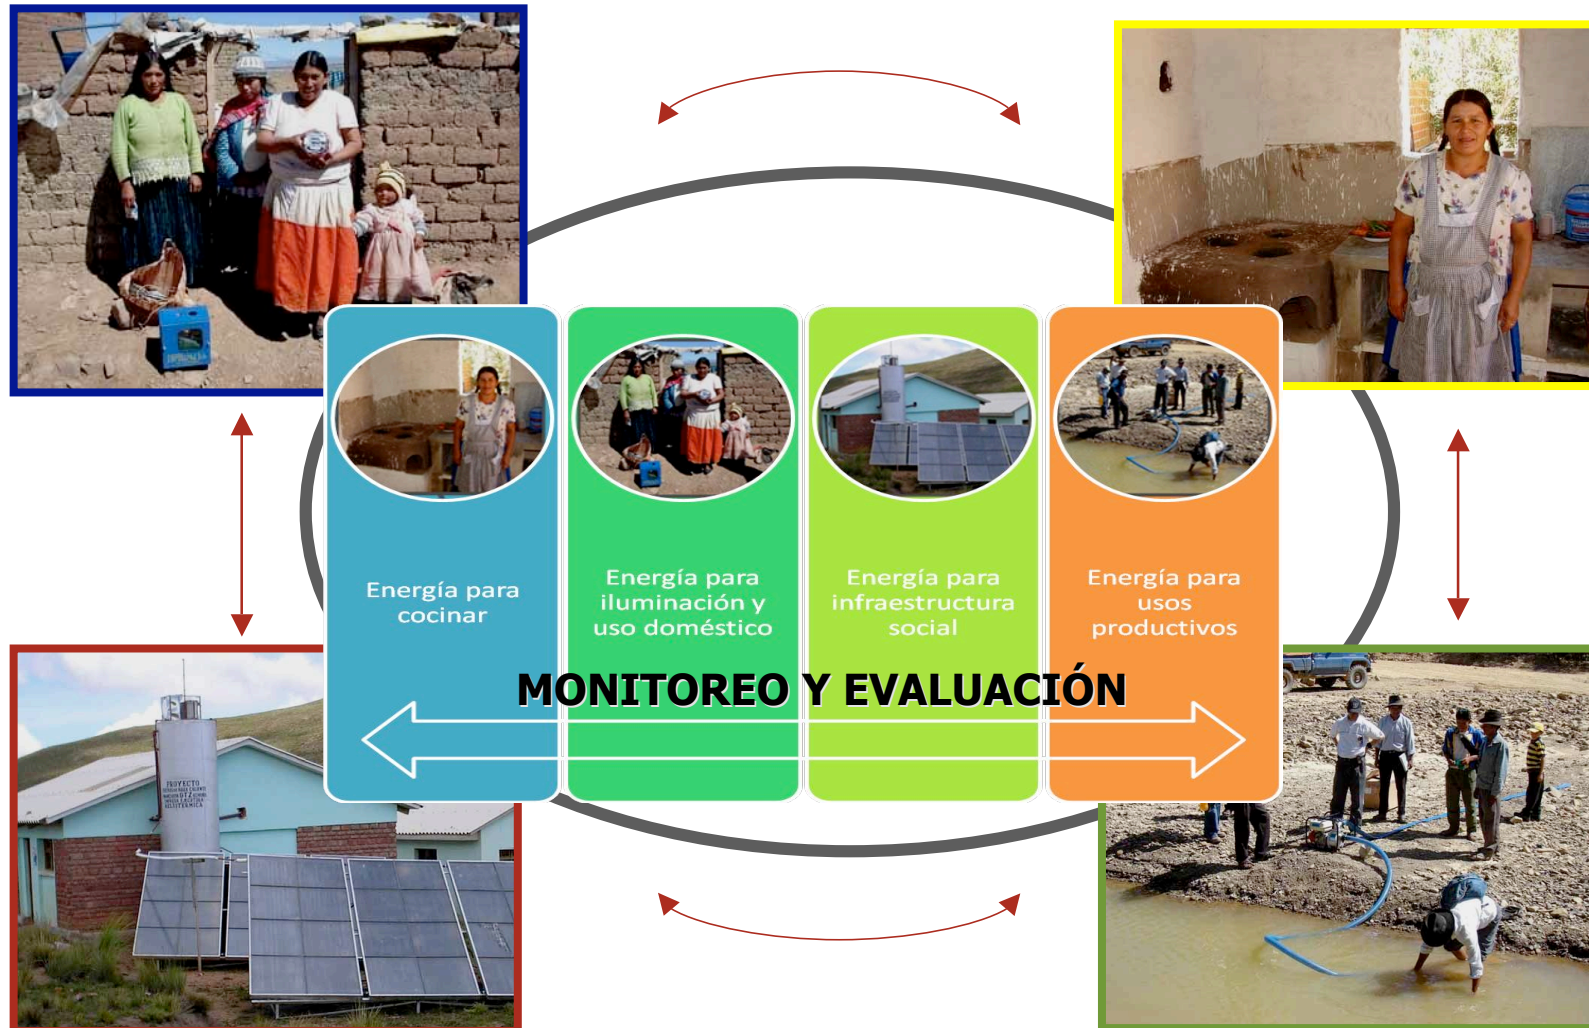 Energía para
cocinar
Energía para
iluminación y
uso doméstico
Energía para
infraestructura
social
Energía para
usos
productivos
MONITOREO Y EVALUACIÓN
PROYECTO